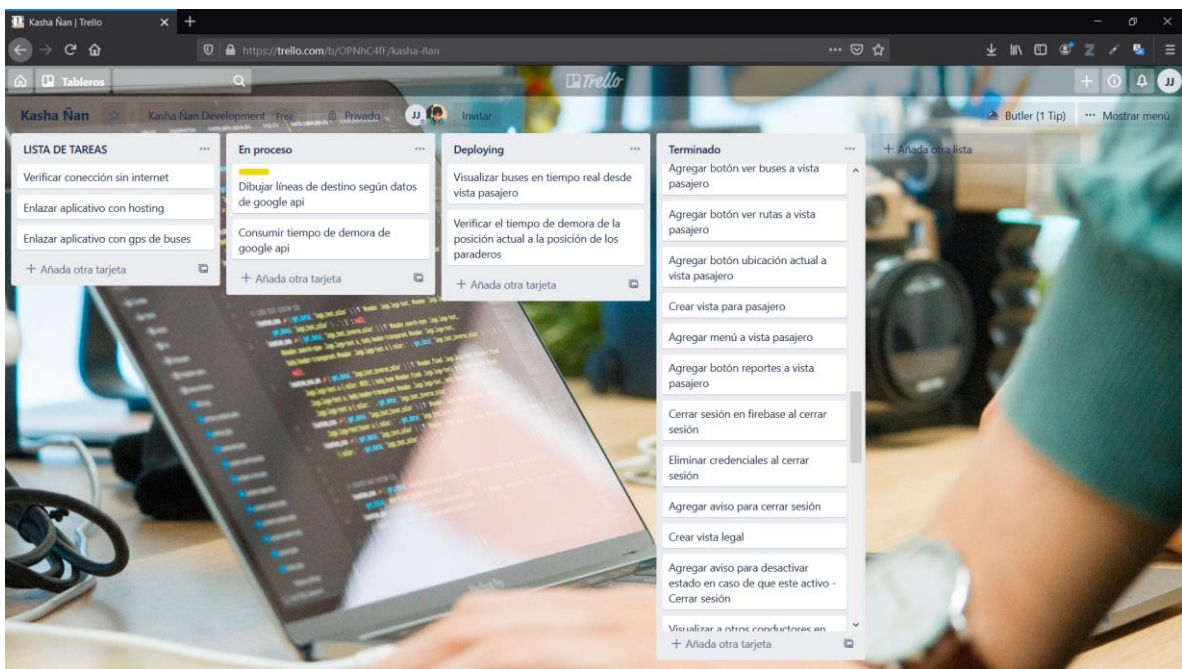 Kasha Ñan | Trello
https://trello.com/b/OPNhC4fF/kasha-ñan
Tableros
Trello
JJ
Kasha Ñan
Kasha Ñan Development Free
Privado
JJ
Invitar
Butler (1 Tip)
Mostrar menú
LISTA DE TAREAS
Verificar conección sin internet
Enlazar aplicativo con hosting
Enlazar aplicativo con gps de buses
+ Añada otra tarjeta
En proceso
Dibujar líneas de destino según datos
de google api
Consumir tiempo de demora de
google api
+ Añada otra tarjeta
Deploying
Visualizar buses en tiempo real desde
vista pasajero
Verificar el tiempo de demora de la
posición actual a la posición de los
paraderos
+ Añada otra tarjeta
Terminado
Agregar botón ver buses a vista
pasajero
Agregar botón ver rutas a vista
pasajero
Agregar botón ubicación actual a
vista pasajero
Crear vista para pasajero
Agregar menú a vista pasajero
Agregar botón reportes a vista
pasajero
Cerrar sesión en firebase al cerrar
sesión
Eliminar credenciales al cerrar
sesión
Agregar aviso para cerrar sesión
Crear vista legal
Agregar aviso para desactivar
estado en caso de que este activo -
Cerrar sesión
Visualizar a otros conductores en
+ Añada otra tarjeta
+ Añada otra lista